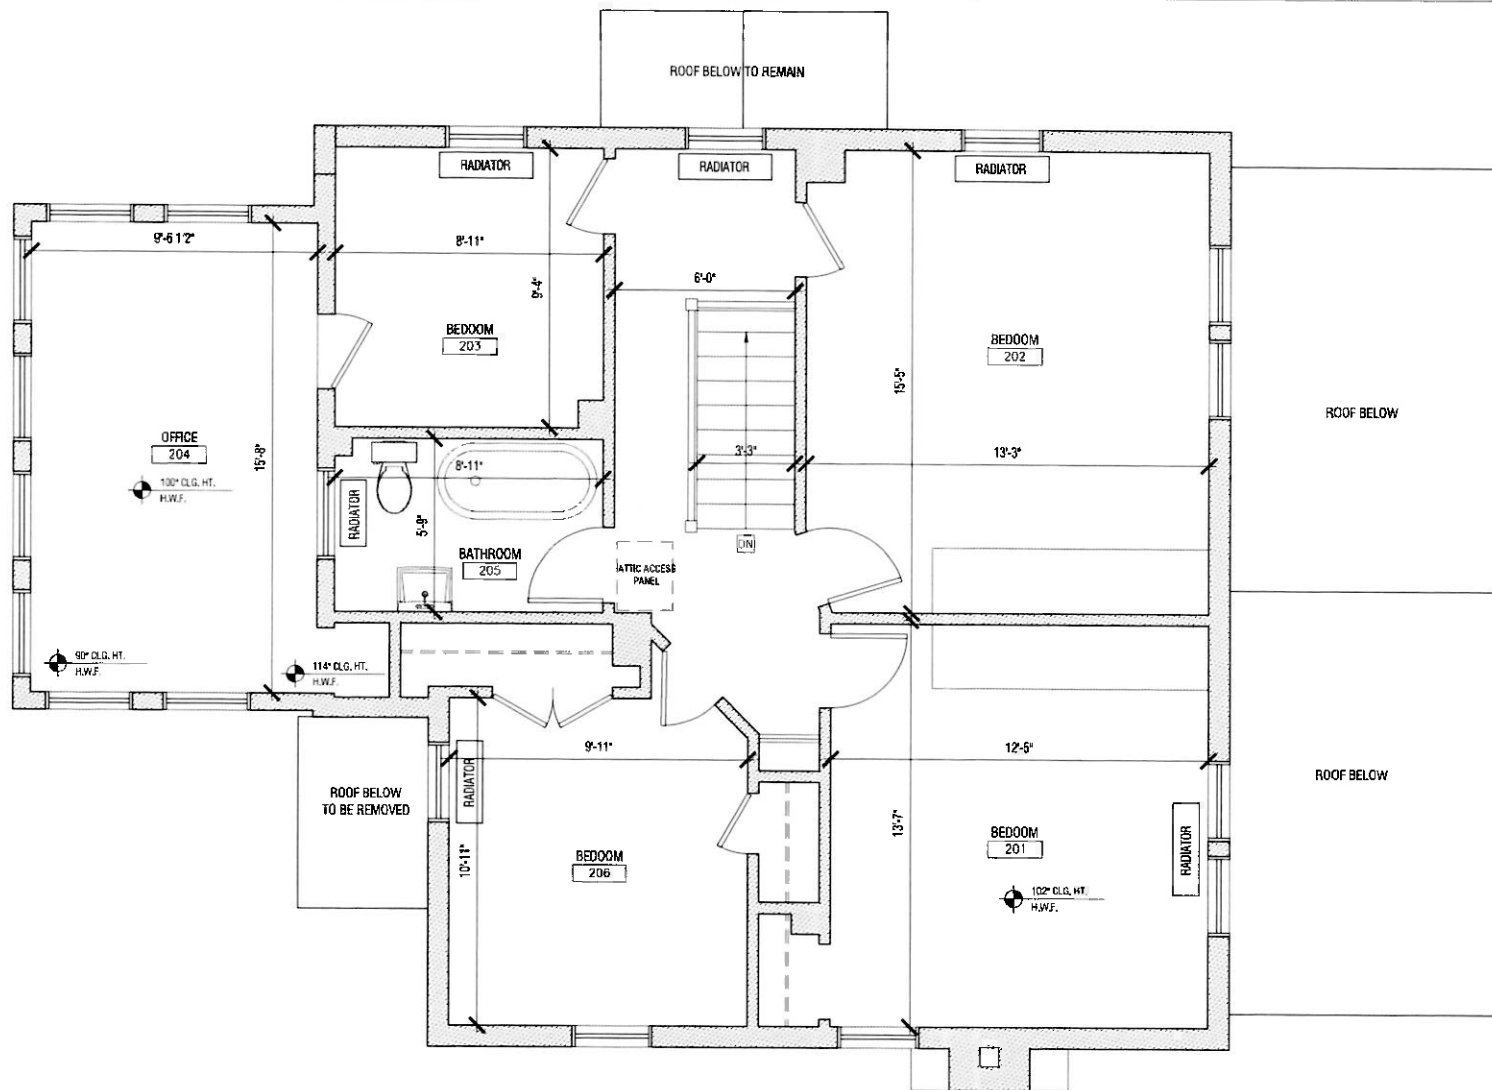 ROOF BELOW TO REMAIN
RADIATOR
RADIATOR
RADIATOR
9'-6 1'2"
8'-11"
9'-4"
6'-0"
BEDOOM
203
BEDOOM
202
15'-5"
ROOF BELOW
OFFICE
204
15'-8"
100" CLG. HT.
H.W.F.
8'-11"
3'-3"
13'-3"
RADIATOR
5'-9"
BATHROOM
205
DN
ATTIC ACCESS
PANEL
90" CLG. HT.
H.W.F.
114" CLG. HT.
H.W.F.
9'-11"
12'-5"
ROOF BELOW
TO BE REMOVED
RADIATOR
10'-11"
BEDOOM
206
13'-7"
BEDOOM
201
RADIATOR
ROOF BELOW
102" CLG. HT.
H.W.F.